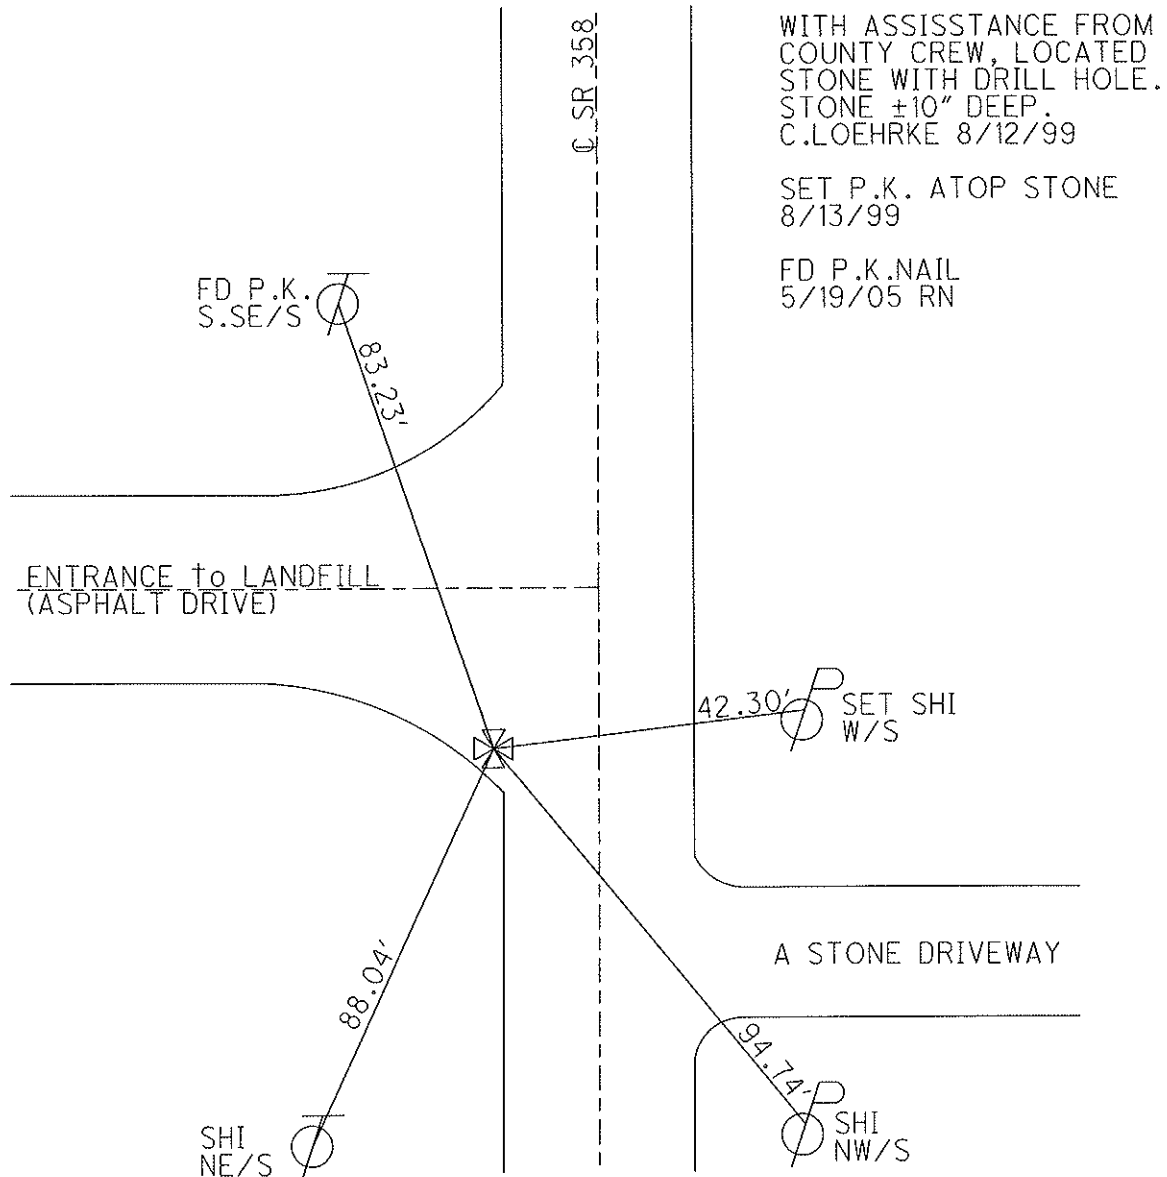 WITH ASSISSTANCE FROM
COUNTY CREW, LOCATED
STONE WITH DRILL HOLE.
STONE ±10" DEEP.
C.LOEHRKE 8/12/99
SET P.K. ATOP STONE
8/13/99
FD P.K.NAIL
5/19/05 RN
℄ SR 358
FD P.K.
S.SE/S
83.23'
ENTRANCE to LANDFILL
(ASPHALT DRIVE)
42.30'
SET SHI
W/S
88.04'
A STONE DRIVEWAY
94.74'
SHI
NE/S
SHI
NW/S